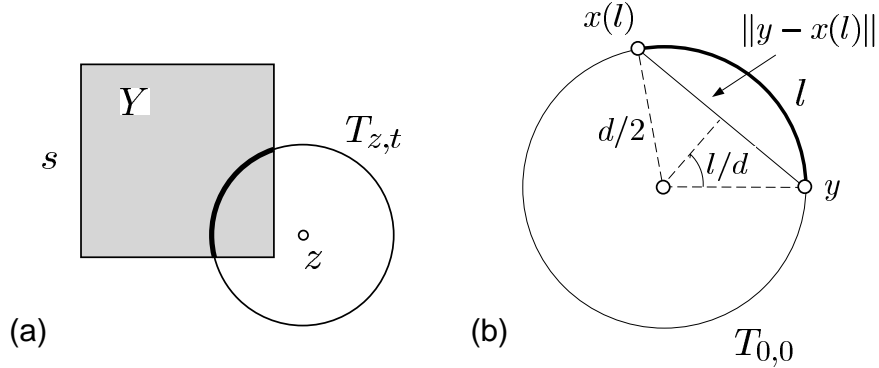 Y
s
T_{z,t}
z
(a)
x(l)
‖y − x(l)‖
l
d/2
l/d
y
T_{0,0}
(b)